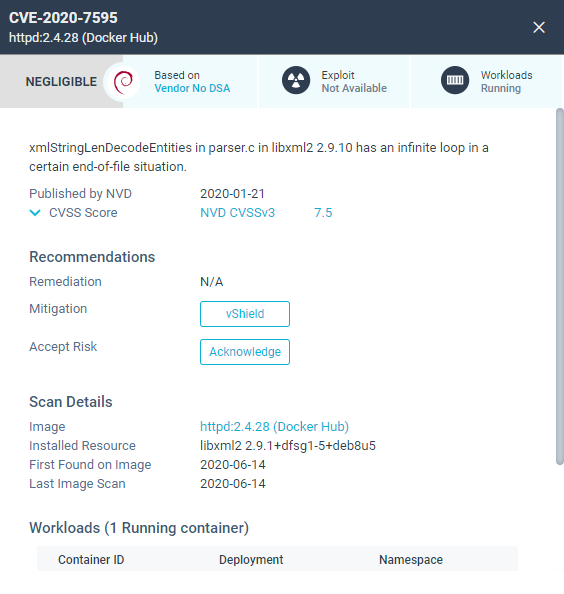 CVE-2020-7595
httpd:2.4.28 (Docker Hub)
NEGLIGIBLE
Based on
Vendor No DSA
Exploit
Not Available
Workloads
Running
xmlStringLenDecodeEntities in parser.c in libxml2 2.9.10 has an infinite loop in a
certain end-of-file situation.
Published by NVD 2020-01-21
CVSS Score NVD CVSSv3 7.5
Recommendations
Remediation N/A
Mitigation vShield
Accept Risk Acknowledge
Scan Details
Image httpd:2.4.28 (Docker Hub)
Installed Resource libxml2 2.9.1+dfsg1-5+deb8u5
First Found on Image 2020-06-14
Last Image Scan 2020-06-14
Workloads (1 Running container)
Container ID Deployment Namespace